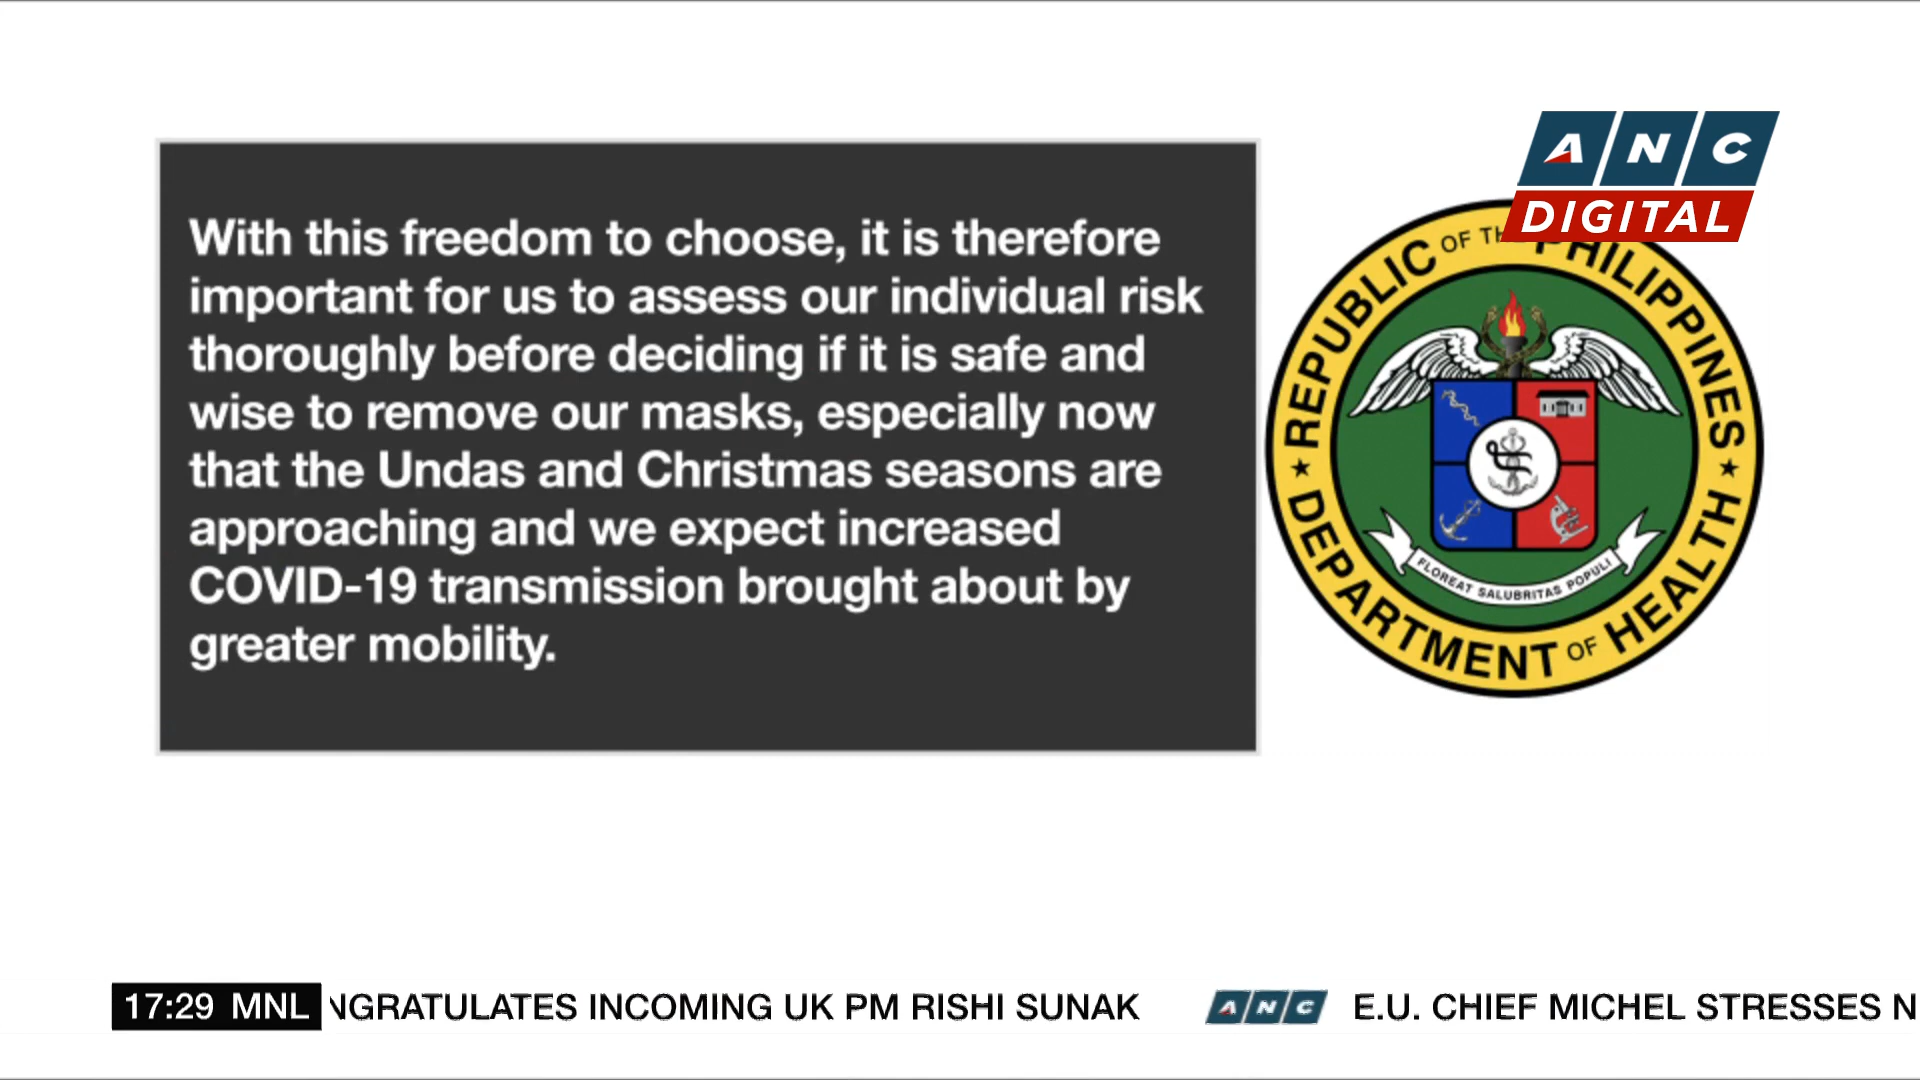 ANC
DIGITAL
With this freedom to choose, it is therefore
important for us to assess our individual risk
thoroughly before deciding if it is safe and
wise to remove our masks, especially now
that the Undas and Christmas seasons are
approaching and we expect increased
COVID-19 transmission brought about by
greater mobility.
REPUBLIC OF TH PHILIPPINES
FLOREAT SALUBRITAS POPULI
DEPARTMENT OF HEALTH
17:29 MNL NGRATULATES INCOMING UK PM RISHI SUNAK ANC E.U. CHIEF MICHEL STRESSES N